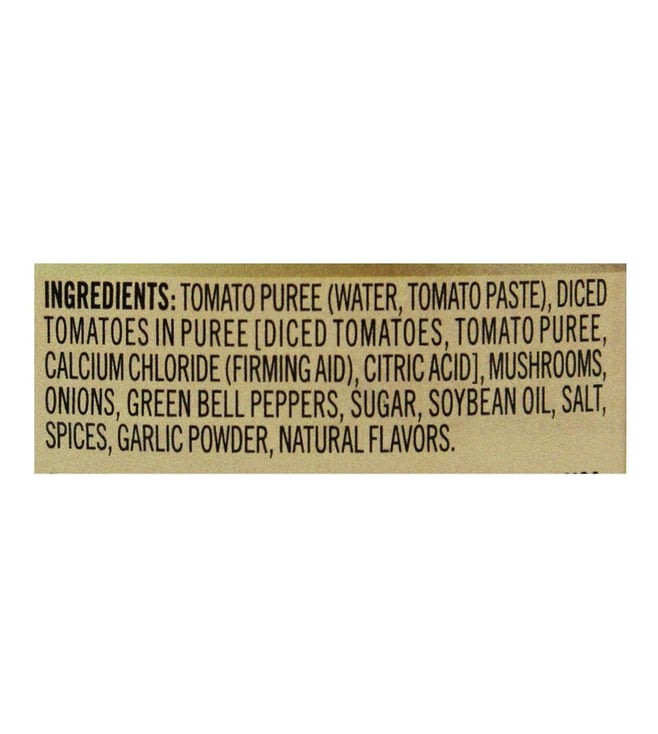 INGREDIENTS: TOMATO PUREE (WATER, TOMATO PASTE), DICED
TOMATOES IN PUREE [DICED TOMATOES, TOMATO PUREE,
CALCIUM CHLORIDE (FIRMING AID), CITRIC ACID], MUSHROOMS,
ONIONS, GREEN BELL PEPPERS, SUGAR, SOYBEAN OIL, SALT,
SPICES, GARLIC POWDER, NATURAL FLAVORS.